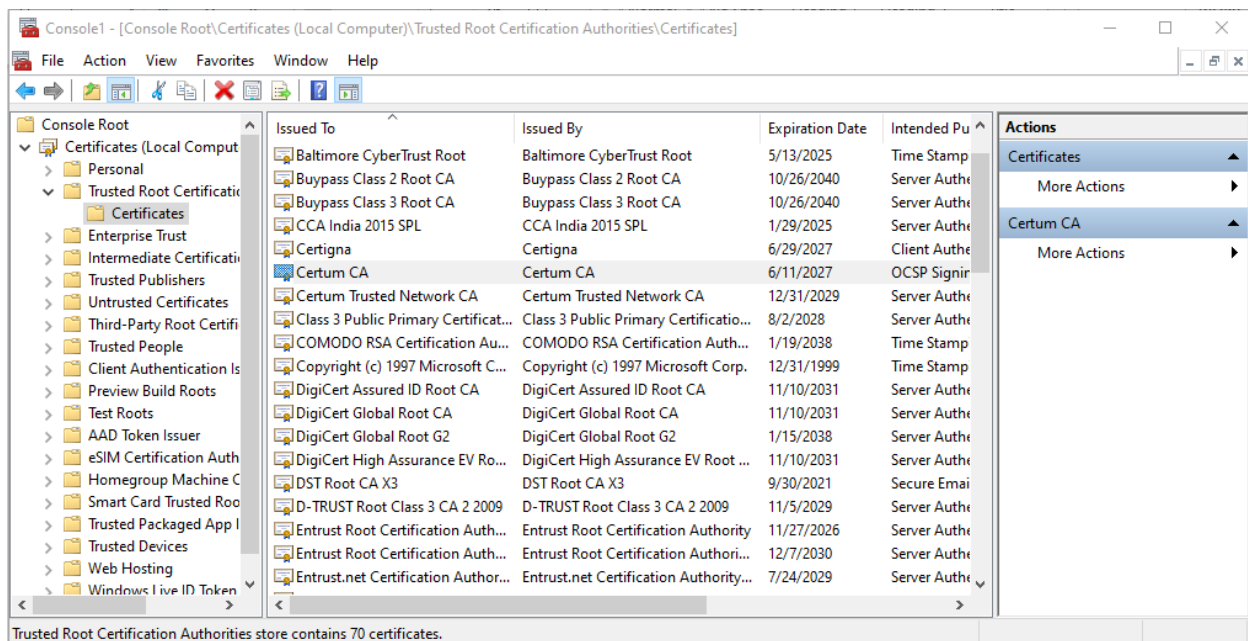 Console1 - [Console Root\Certificates (Local Computer)\Trusted Root Certification Authorities\Certificates]
File Action View Favorites Window Help
Console Root
Certificates (Local Comput
Personal
Trusted Root Certificatio
Certificates
Enterprise Trust
Intermediate Certificati
Trusted Publishers
Untrusted Certificates
Third-Party Root Certifi
Trusted People
Client Authentication Is
Preview Build Roots
Test Roots
AAD Token Issuer
eSIM Certification Auth
Homegroup Machine C
Smart Card Trusted Roo
Trusted Packaged App I
Trusted Devices
Web Hosting
Windows Live ID Token
Issued To Issued By Expiration Date Intended Pu
Baltimore CyberTrust Root Baltimore CyberTrust Root 5/13/2025 Time Stamp
Buypass Class 2 Root CA Buypass Class 2 Root CA 10/26/2040 Server Authe
Buypass Class 3 Root CA Buypass Class 3 Root CA 10/26/2040 Server Authe
CCA India 2015 SPL CCA India 2015 SPL 1/29/2025 Server Authe
Certigna Certigna 6/29/2027 Client Authe
Certum CA Certum CA 6/11/2027 OCSP Signin
Certum Trusted Network CA Certum Trusted Network CA 12/31/2029 Server Authe
Class 3 Public Primary Certificat... Class 3 Public Primary Certificatio... 8/2/2028 Server Authe
COMODO RSA Certification Au... COMODO RSA Certification Auth... 1/19/2038 Time Stamp
Copyright (c) 1997 Microsoft C... Copyright (c) 1997 Microsoft Corp. 12/31/1999 Time Stamp
DigiCert Assured ID Root CA DigiCert Assured ID Root CA 11/10/2031 Server Authe
DigiCert Global Root CA DigiCert Global Root CA 11/10/2031 Server Authe
DigiCert Global Root G2 DigiCert Global Root G2 1/15/2038 Server Authe
DigiCert High Assurance EV Ro... DigiCert High Assurance EV Root ... 11/10/2031 Server Authe
DST Root CA X3 DST Root CA X3 9/30/2021 Secure Emai
D-TRUST Root Class 3 CA 2 2009 D-TRUST Root Class 3 CA 2 2009 11/5/2029 Server Authe
Entrust Root Certification Auth... Entrust Root Certification Authority 11/27/2026 Server Authe
Entrust Root Certification Auth... Entrust Root Certification Authori... 12/7/2030 Server Authe
Entrust.net Certification Author... Entrust.net Certification Authority... 7/24/2029 Server Authe
Actions
Certificates
More Actions
Certum CA
More Actions
Trusted Root Certification Authorities store contains 70 certificates.